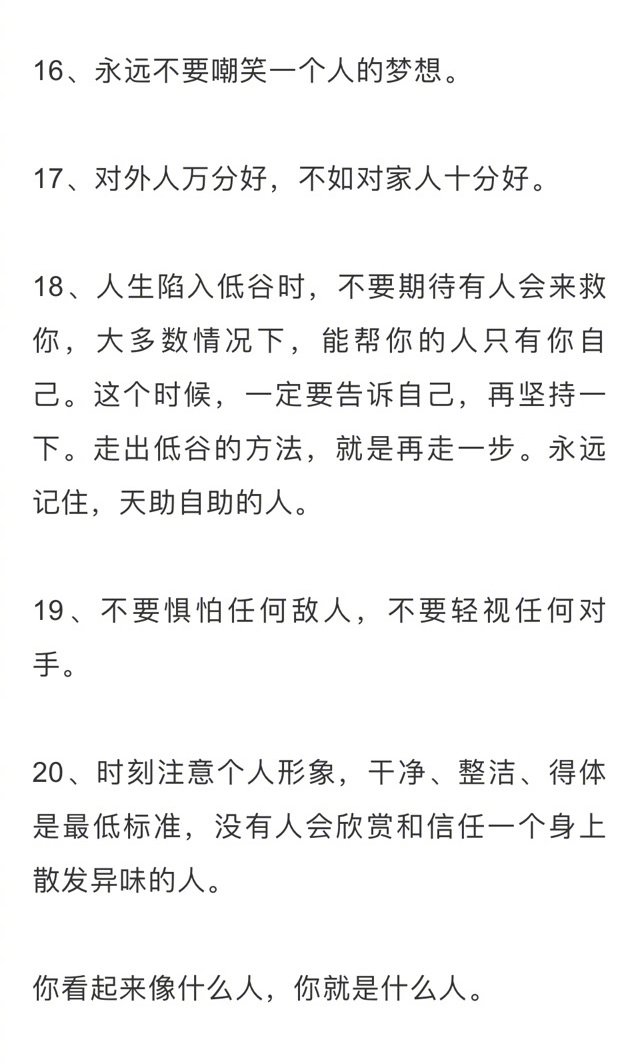 16、永远不要嘲笑一个人的梦想。
17、对外人万分好，不如对家人十分好。
18、人生陷入低谷时，不要期待有人会来救
你，大多数情况下，能帮你的人只有你自
己。这个时候，一定要告诉自己，再坚持一
下。走出低谷的方法，就是再走一步。永远
记住，天助自助的人。
19、不要惧怕任何敌人，不要轻视任何对
手。
20、时刻注意个人形象，干净、整洁、得体
是最低标准，没有人会欣赏和信任一个身上
散发异味的人。
你看起来像什么人，你就是什么人。